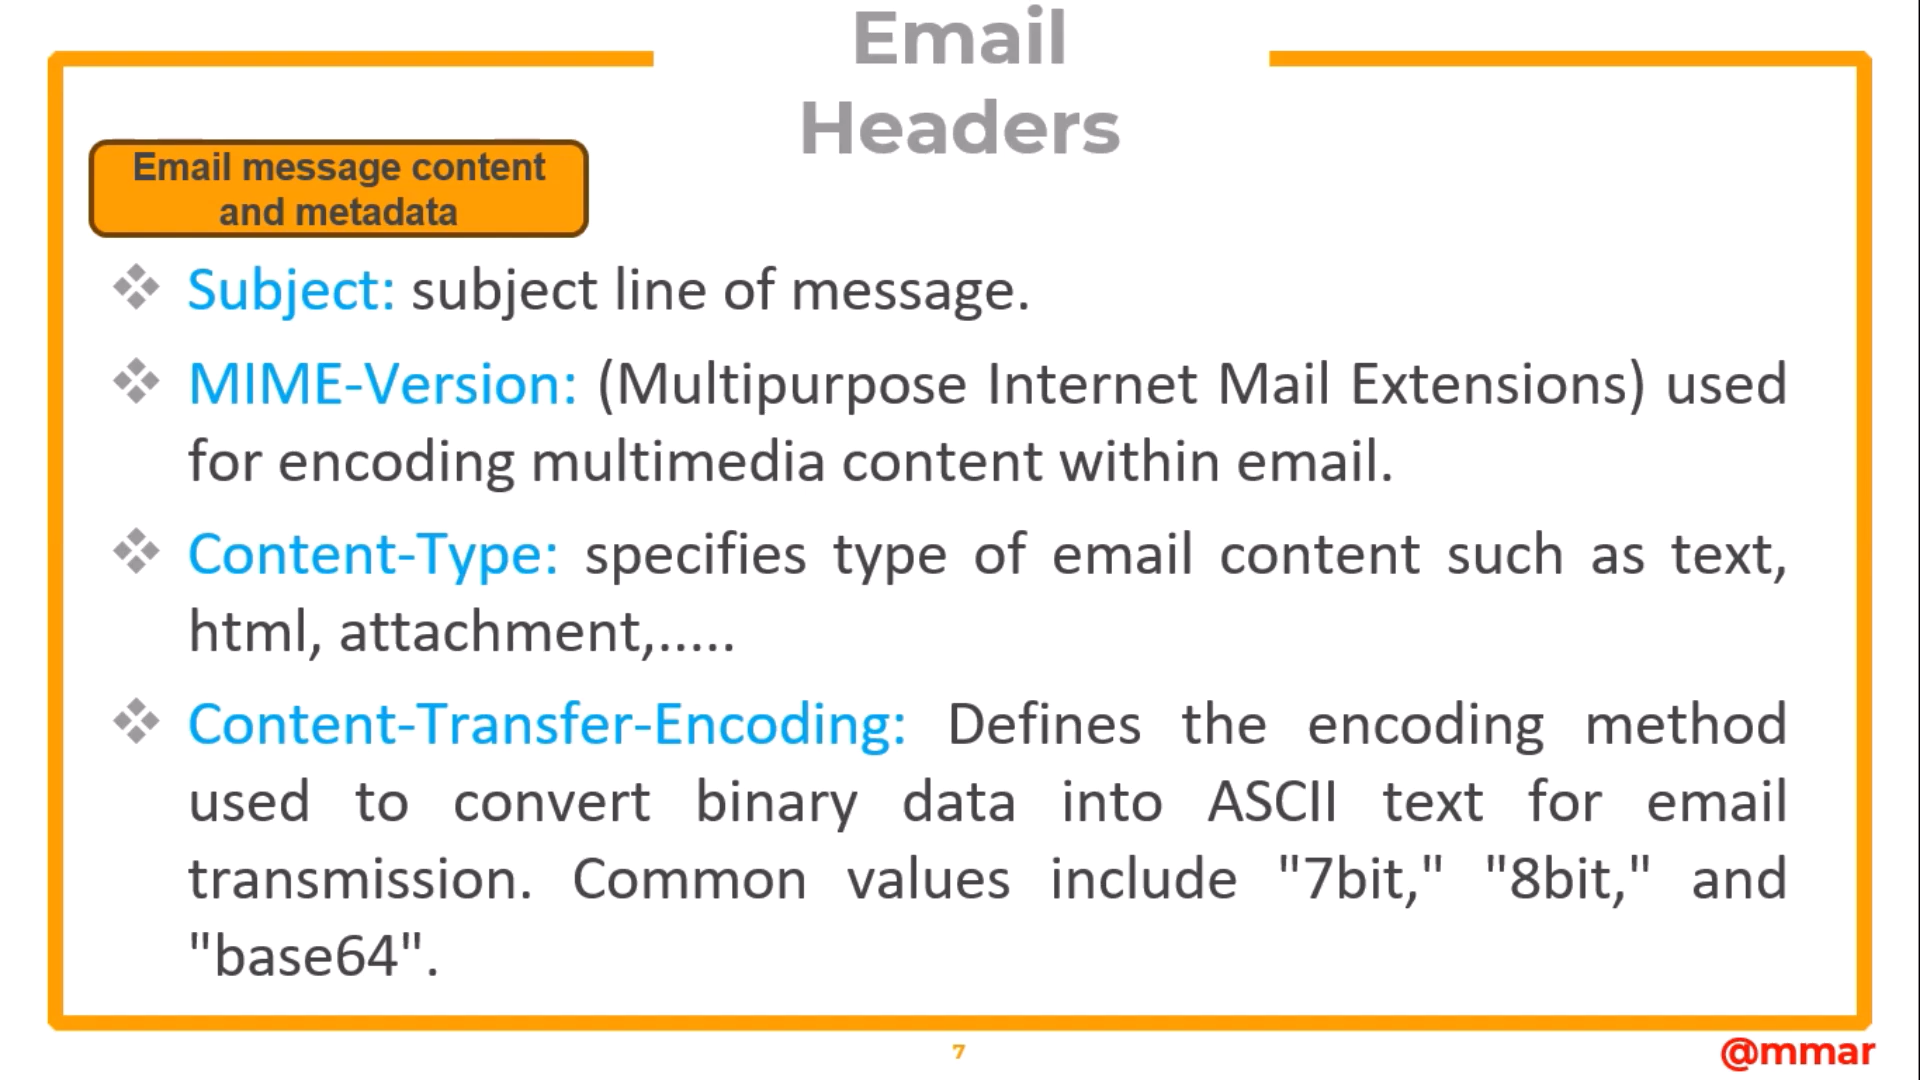 Email
Headers
Email message content
and metadata
Subject: subject line of message.
MIME-Version: (Multipurpose Internet Mail Extensions) used
for encoding multimedia content within email.
Content-Type: specifies type of email content such as text,
html, attachment,.....
Content-Transfer-Encoding: Defines the encoding method
used to convert binary data into ASCII text for email
transmission. Common values include "7bit," "8bit," and
"base64".
7
@mmar